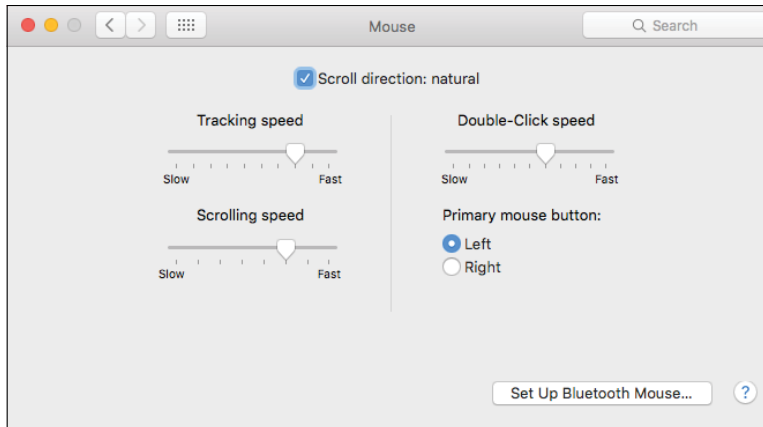 Mouse
Search
Scroll direction: natural
Tracking speed
Slow Fast
Scrolling speed
Slow Fast
Double-Click speed
Slow Fast
Primary mouse button:
Left
Right
Set Up Bluetooth Mouse...
?